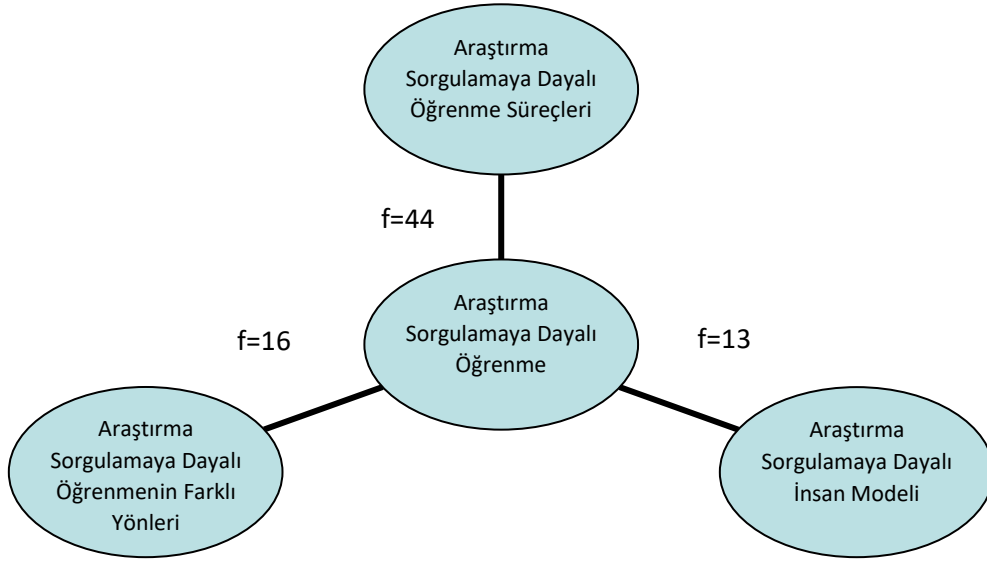 Araştırma
Sorgulamaya Dayalı
Öğrenme Süreçleri
f=44
Araştırma
Sorgulamaya Dayalı
Öğrenme
f=16
f=13
Araştırma
Sorgulamaya Dayalı
Öğrenmenin Farklı
Yönleri
Araştırma
Sorgulamaya Dayalı
İnsan Modeli